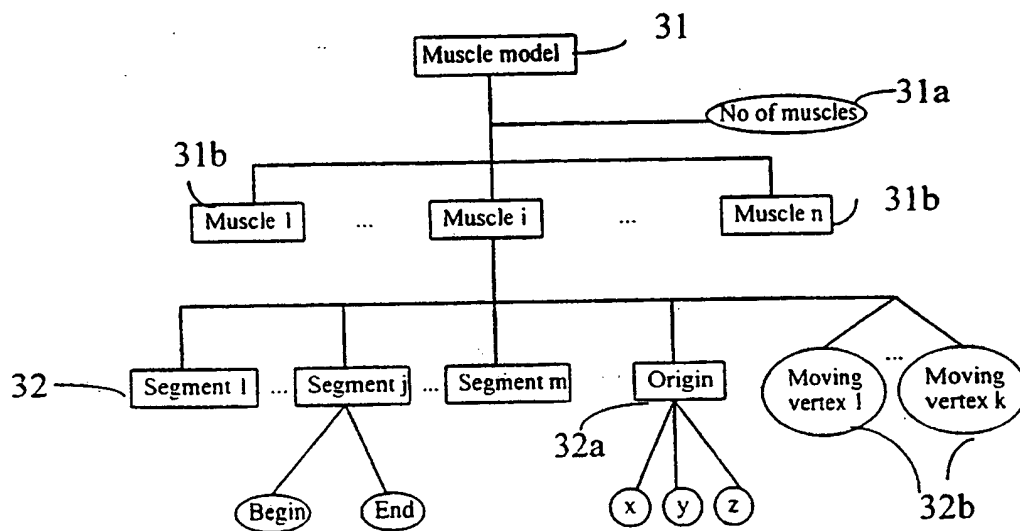 31
Muscle model
31a
No of muscles
31b
Muscle 1 ... Muscle i ... Muscle n
31b
32
Segment 1 ... Segment j ... Segment m
Origin
Moving vertex 1 ... Moving vertex k
32a
32b
Begin End
x y z